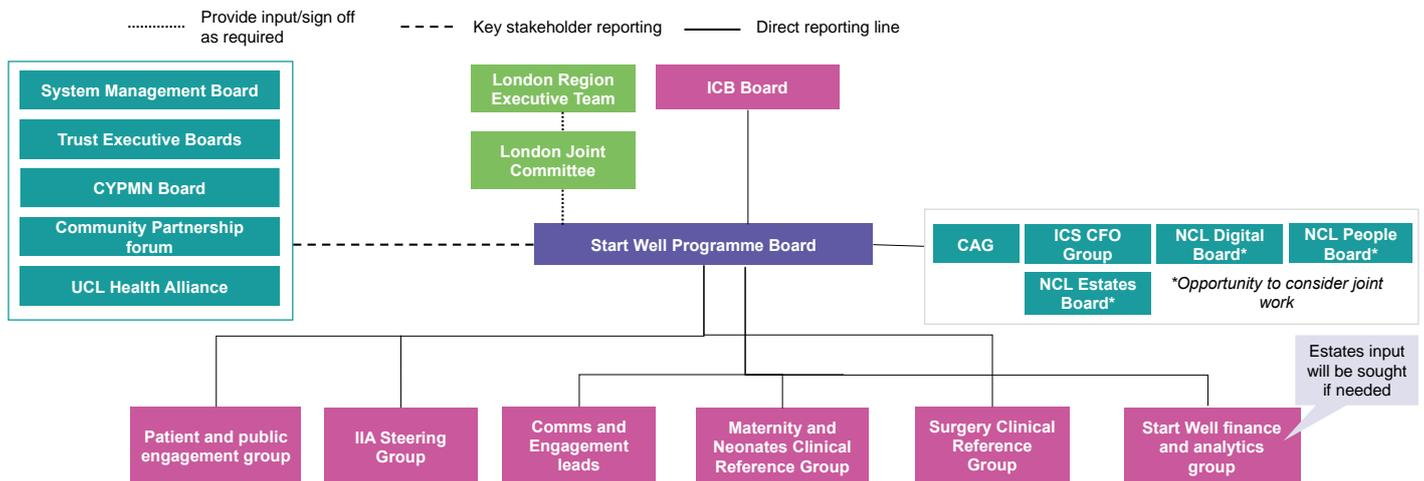 Provide input/sign off
as required
Key stakeholder reporting
Direct reporting line
System Management Board
Trust Executive Boards
CYPMN Board
Community Partnership
forum
UCL Health Alliance
London Region
Executive Team
ICB Board
London Joint
Committee
Start Well Programme Board
CAG
ICS CFO
Group
NCL Digital
Board*
NCL People
Board*
NCL Estates
Board*
*Opportunity to consider joint
work
Estates input
will be sought
if needed
Patient and public
engagement group
IIA Steering
Group
Comms and
Engagement
leads
Maternity and
Neonates Clinical
Reference Group
Surgery Clinical
Reference
Group
Start Well finance
and analytics
group